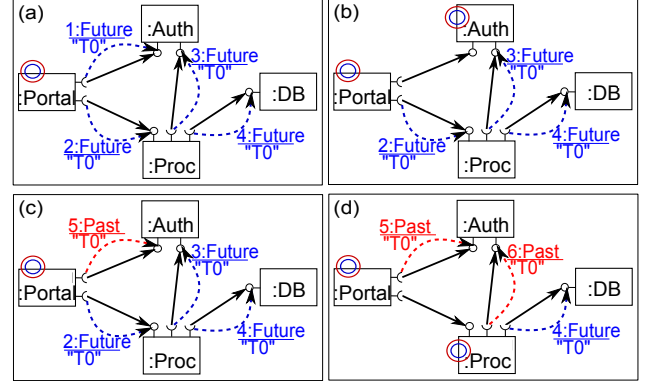 (a)
1:Future
"T0"
:Auth
3:Future
"T0"
:Portal
:DB
2:Future
"T0"
4:Future
"T0"
:Proc
(b)
:Auth
3:Future
"T0"
:Portal
:DB
2:Future
"T0"
4:Future
"T0"
:Proc
(c)
5:Past
"T0"
:Auth
3:Future
"T0"
:Portal
:DB
2:Future
"T0"
4:Future
"T0"
:Proc
(d)
5:Past
"T0"
:Auth
6:Past
"T0"
:Portal
:DB
4:Future
"T0"
:Proc